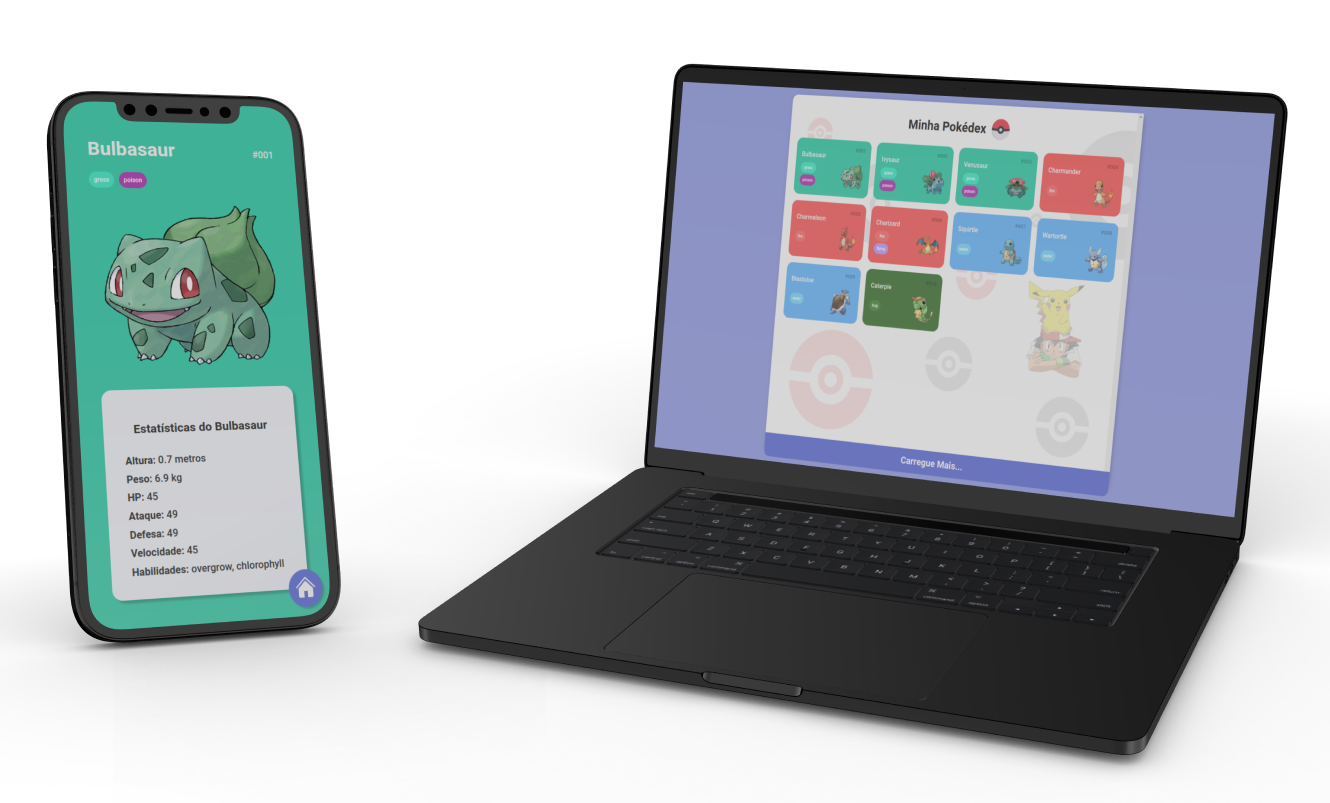 Bulbasaur
#001
grass
poison
Estatísticas do Bulbasaur
Altura: 0.7 metros
Peso: 6.9 kg
HP: 45
Ataque: 49
Defesa: 49
Velocidade: 45
Habilidades: overgrow, chlorophyll
Minha Pokédex
Bulbasaur
grass
poison
Ivysaur
grass
poison
Venusaur
grass
poison
Charmander
fire
Charmeleon
fire
Charizard
fire
flying
Squirtle
water
Wartortle
water
Blastoise
water
Caterpie
bug
Carregue Mais...